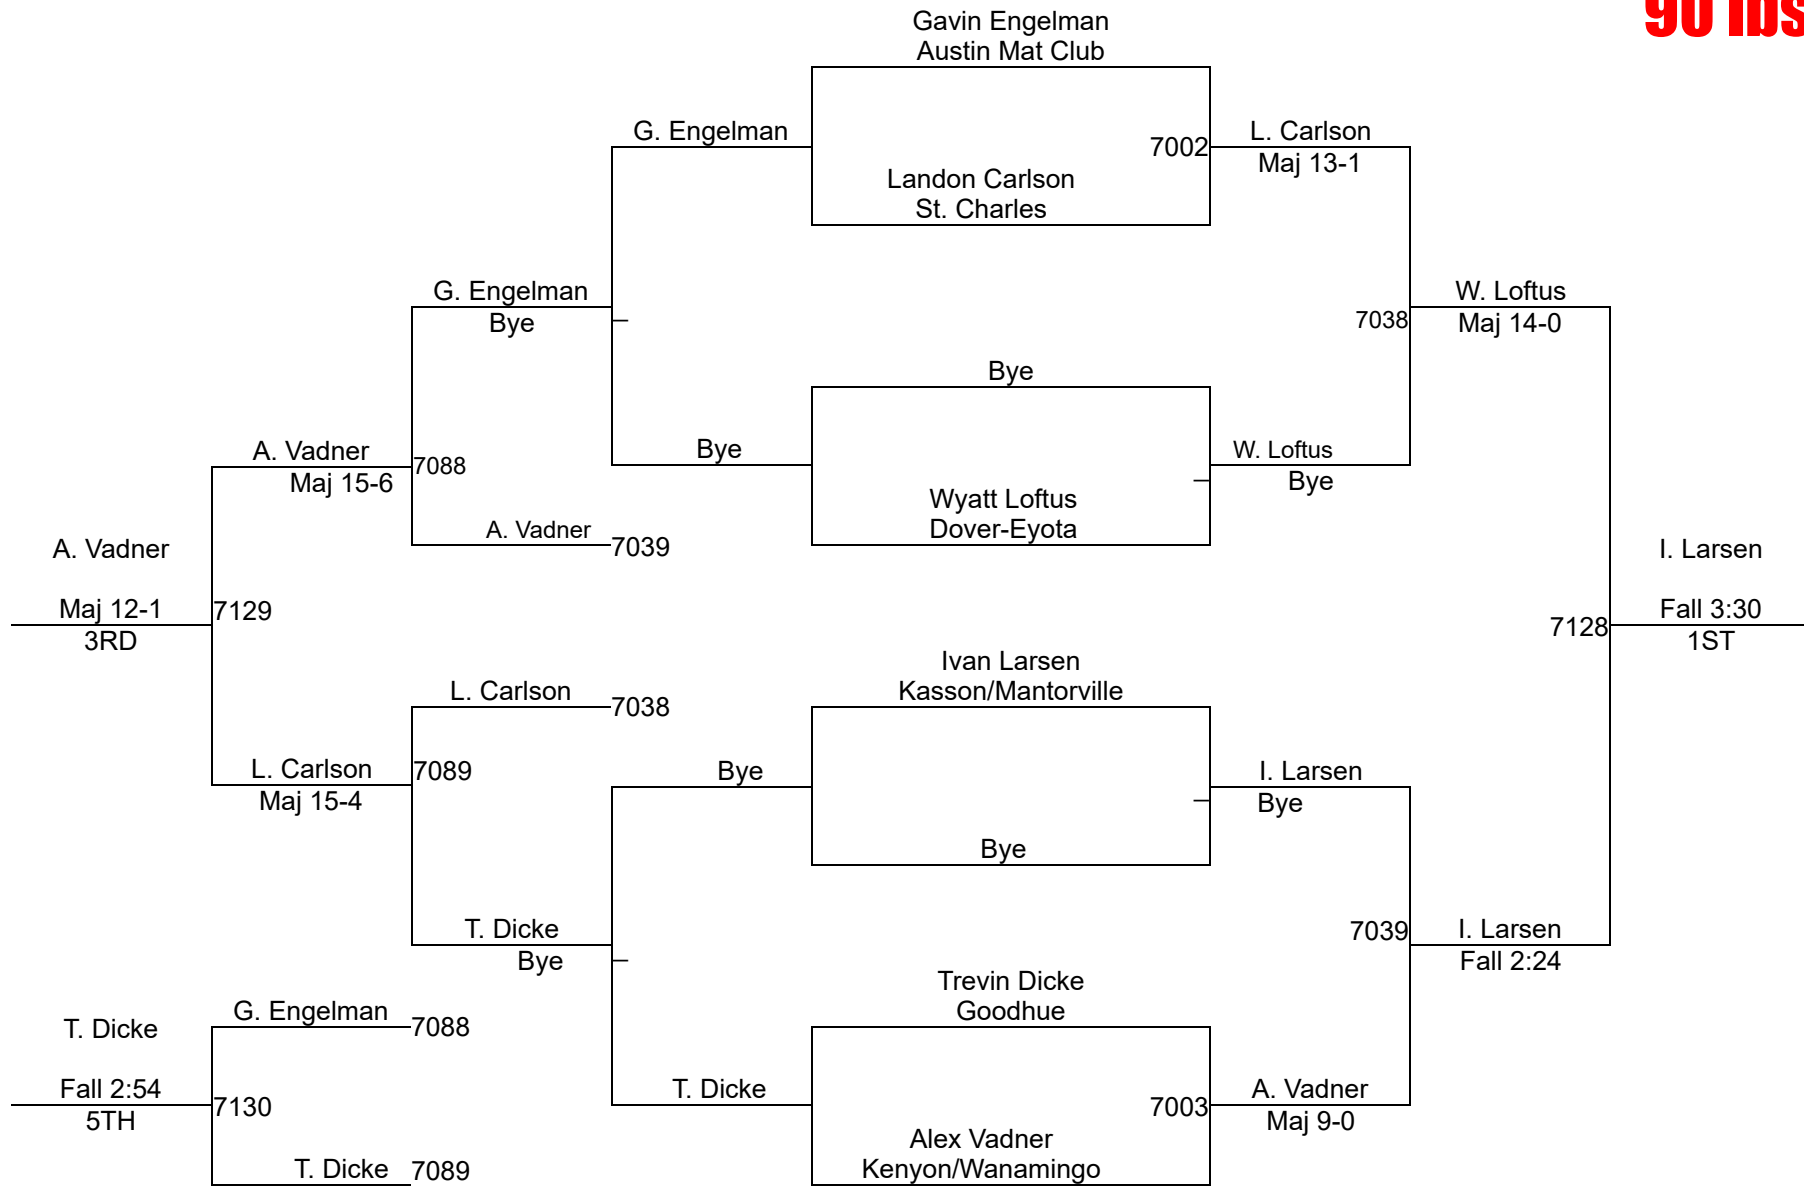 90 lbs
Gavin Engelman
Austin Mat Club
G. Engelman
7002
L. Carlson
Maj 13-1
Landon Carlson
St. Charles
G. Engelman
Bye
7038
W. Loftus
Maj 14-0
Bye
A. Vadner
Maj 15-6
7088
Bye
W. Loftus
Bye
Wyatt Loftus
Dover-Eyota
A. Vadner
7039
A. Vadner
Maj 12-1
3RD
7129
I. Larsen
Fall 3:30
1ST
7128
Ivan Larsen
Kasson/Mantorville
L. Carlson
7038
L. Carlson
Maj 15-4
7089
Bye
I. Larsen
Bye
Bye
T. Dicke
Bye
7039
I. Larsen
Fall 2:24
Trevin Dicke
Goodhue
G. Engelman
7088
T. Dicke
Fall 2:54
5TH
7130
T. Dicke
7003
A. Vadner
Maj 9-0
Alex Vadner
Kenyon/Wanamingo
T. Dicke
7089